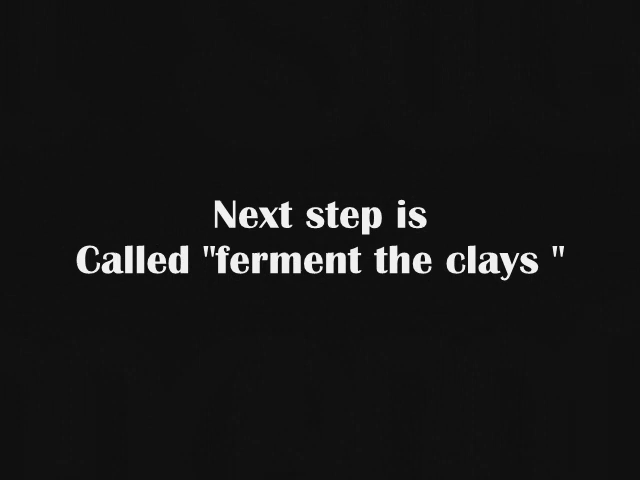 Next step is
Called "ferment the clays "